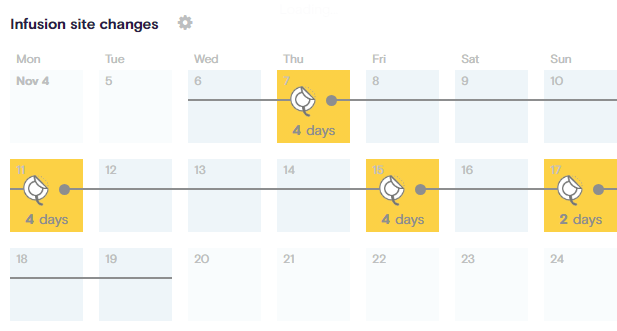 Infusion site changes
Mon Tue Wed Thu Fri Sat Sun
Nov 4 5 6 7 8 9 10
4 days
11 12 13 14 15 16 17
4 days 4 days 2 days
18 19 20 21 22 23 24